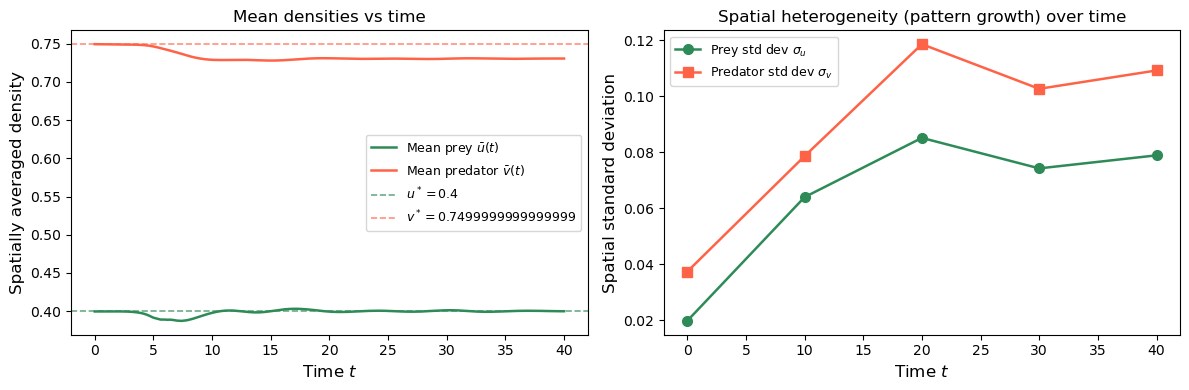 Mean densities vs time
Spatially averaged density
0.75
0.70
0.65
0.60
0.55
0.50
0.45
0.40
Mean prey ū(t)
Mean predator v̄(t)
u* = 0.4
v* = 0.7499999999999999
0 5 10 15 20 25 30 35 40
Time t
Spatial heterogeneity (pattern growth) over time
Spatial standard deviation
0.12
0.10
0.08
0.06
0.04
0.02
Prey std dev σᵤ
Predator std dev σᵥ
0 5 10 15 20 25 30 35 40
Time t